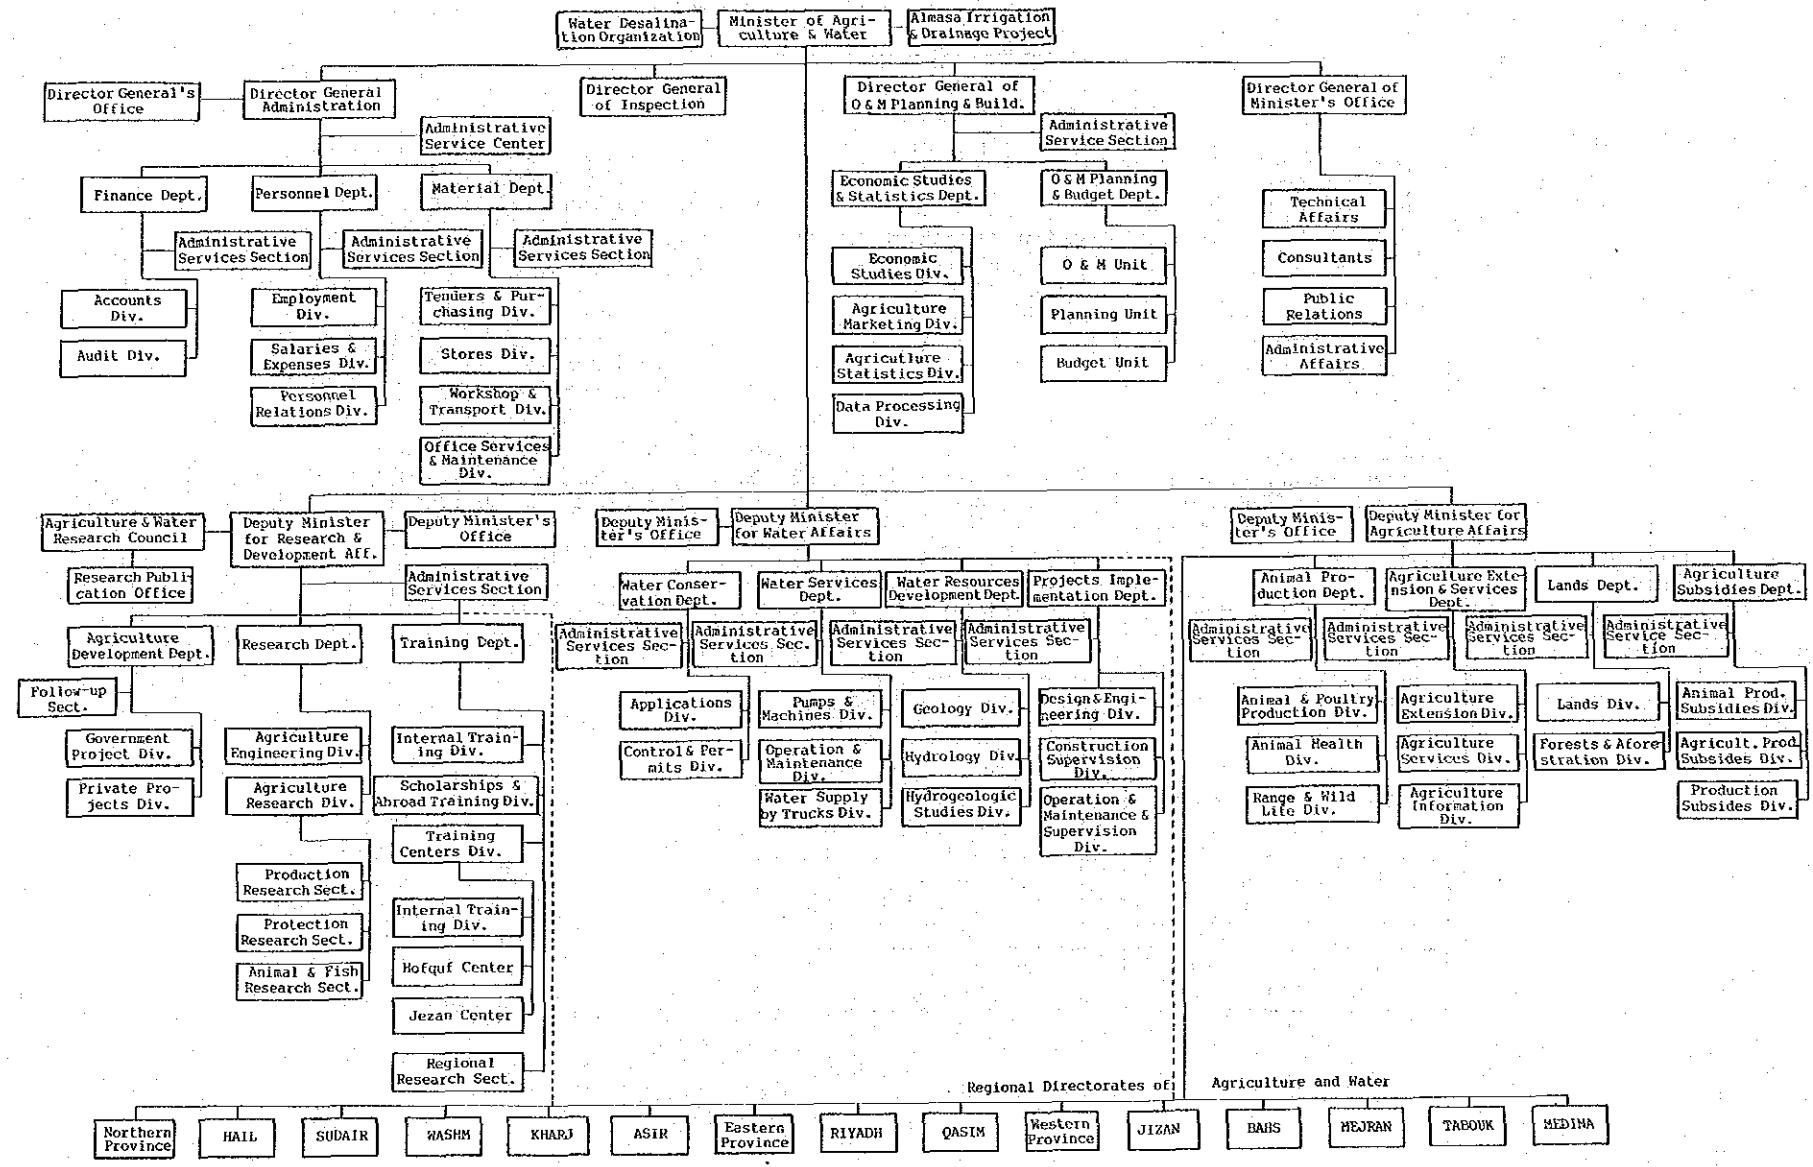 Water Desalina-
tion Organization
Minister of Agri-
culture & Water
Almasa Irrigation
& Drainage Project
Director General's
Office
Director General
Administration
Director General
of Inspection
Director General of
O & M Planning & Build.
Director General of
Minister's Office
Administrative
Service Center
Administrative
Service Section
Finance Dept.
Personnel Dept.
Material Dept.
Economic Studies
& Statistics Dept.
O & M Planning
& Budget Dept.
Technical
Affairs
Administrative
Services Section
Administrative
Services Section
Administrative
Services Section
Economic
Studies Div.
O & M Unit
Consultants
Accounts
Div.
Employment
Div.
Tenders & Pur-
chasing Div.
Agriculture
Marketing Div.
Planning Unit
Public
Relations
Audit Div.
Salaries &
Expenses Div.
Stores Div.
Agricutlure
Statistics Div.
Budget Unit
Administrative
Affairs
Personnel
Relations Div.
Workshop &
Transport Div.
Data Processing
Div.
Office Services
& Maintenance
Div.
Agriculture & Water
Research Council
Deputy Minister
for Research &
Development Aff.
Deputy Minister's
Office
Deputy Minis-
ter's Office
Deputy Minister
for Water Affairs
Deputy Minis-
ter's Office
Deputy Minister for
Agriculture Affairs
Research Publi-
cation Office
Administrative
Services Section
Water Conser-
vation Dept.
Water Services
Dept.
Water Resources
Development Dept.
Projects Imple-
mentation Dept.
Animal Pro-
duction Dept.
Agriculture Exte-
nsion & Services
Dept.
Lands Dept.
Agriculture
Subsidies Dept.
Agriculture
Development Dept.
Research Dept.
Training Dept.
Administrative
Services Sec-
tion
Administrative
Services Sec.
tion
Administrative
Services Sec-
tion
Administrative
Services Sec-
tion
Administrative
Services Sec-
tion
Administrative
Services Sec-
tion
Administrative
Services Sec-
tion
Administrative
Service Sec-
tion
Follow-up
Sect.
Applications
Div.
Pumps &
Machines Div.
Geology Div.
Design & Engi-
neering Div.
Animal & Poultry
Production Div.
Agriculture
Extension Div.
Lands Div.
Animal Prod.
Subsidies Div.
Government
Project Div.
Agriculture
Engineering Div.
Internal Train-
ing Div.
Control & Per-
mits Div.
Operation &
Maintenance
Div.
Hydrology Div.
Construction
Supervision
Div.
Animal Health
Div.
Agriculture
Services Div.
Forests & Afore-
stration Div.
Agricult. Prod
Subsides Div.
Private Pro-
jects Div.
Agriculture
Research Div.
Scholarships &
Abroad Training Div.
Water Supply
by Trucks Div.
Hydrogeologic
Studies Div.
Operation &
Maintenance &
Supervision
Div.
Range & Wild
Life Div.
Agriculture
Information
Div.
Production
Subsides Div.
Training
Centers Div.
Production
Research Sect.
Internal Train-
ing Div.
Protection
Research Sect.
Hofquf Center
Animal & Fish
Research Sect.
Jezan Center
Regional
Research Sect.
Regional Directorates of Agriculture and Water
Northern
Province
HAIL
SUDAIR
WASHM
KHARJ
ASIR
Eastern
Province
RIYADH
QASIM
Western
Province
JIZAN
BAHS
MEJRAN
TABOUK
MEDINA